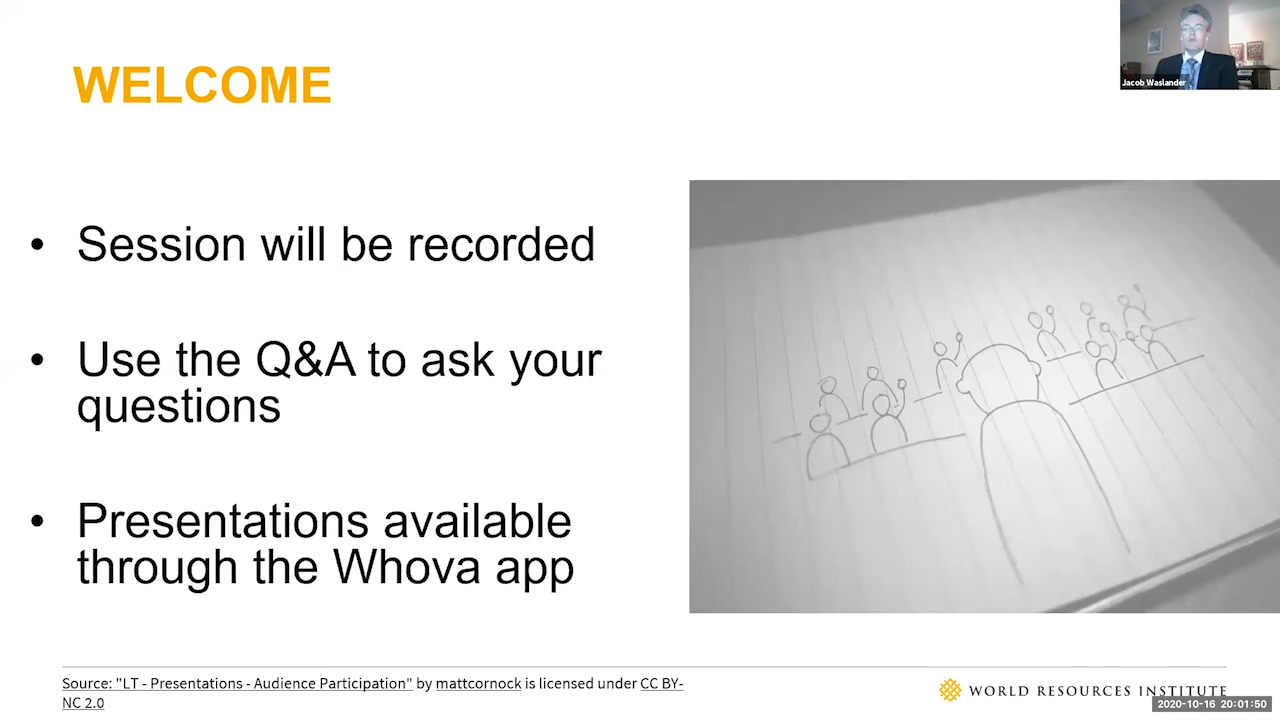 WELCOME
Jacob Waslander
• Session will be recorded
• Use the Q&A to ask your
questions
• Presentations available
through the Whova app
Source: "LT - Presentations - Audience Participation" by mattcornock is licensed under CC BY-
NC 2.0
WORLD RESOURCES INSTITUTE
2020-10-16 20:01:50